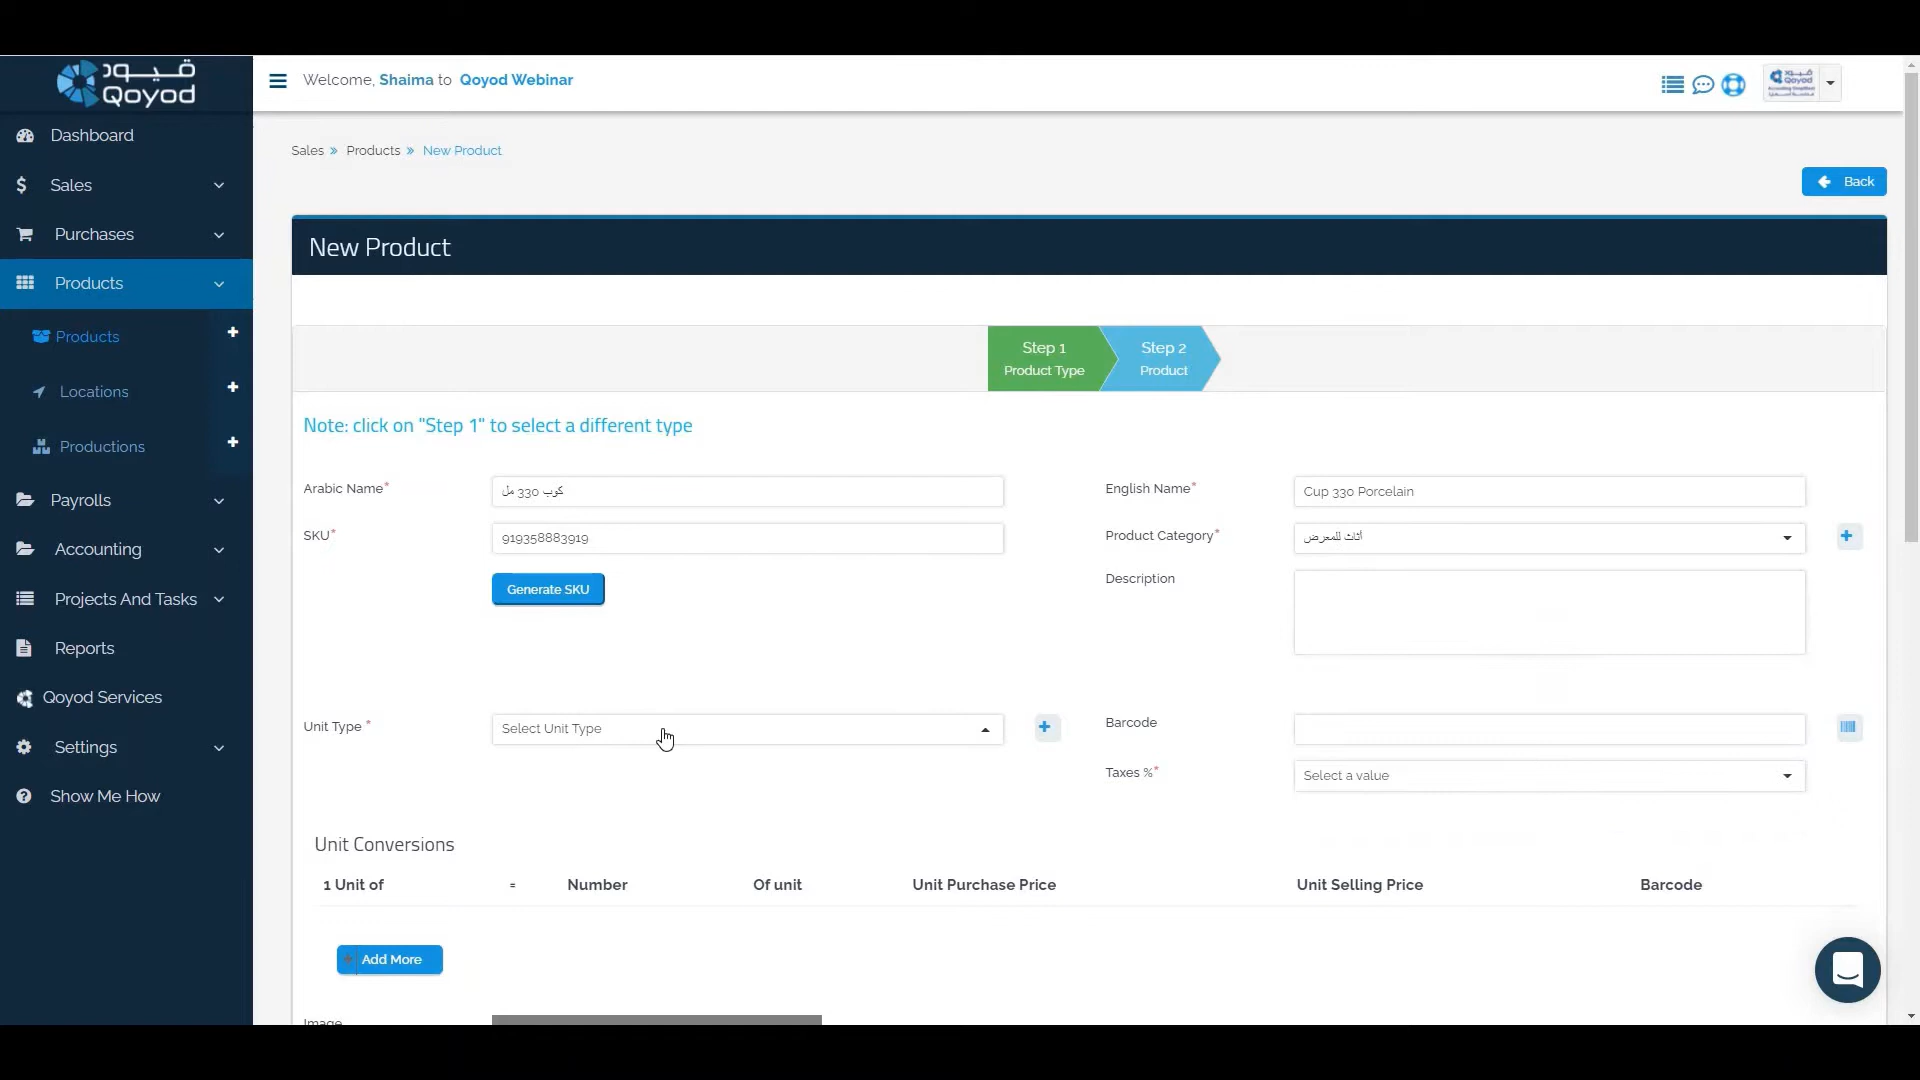 قيود
Qoyod
Welcome, Shaima to Qoyod Webinar
Dashboard
Sales
Purchases
Products
Products
Locations
Productions
Payrolls
Accounting
Projects And Tasks
Reports
Qoyod Services
Settings
Show Me How
Sales » Products » New Product
Back
New Product
Step 1
Product Type
Step 2
Product
Note: click on "Step 1" to select a different type
Arabic Name*
كوب 330 مل
English Name*
Cup 330 Porcelain
SKU*
919358883919
Product Category*
أثاث للمعرض
Generate SKU
Description
Unit Type *
Select Unit Type
Barcode
Taxes %*
Select a value
Unit Conversions
1 Unit of = Number Of unit Unit Purchase Price Unit Selling Price Barcode
+ Add More
Image